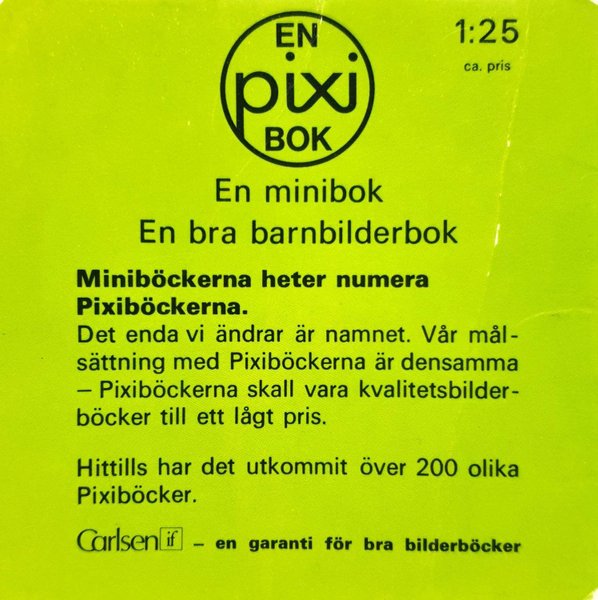 EN
pixi
BOK
1:25
ca. pris
En minibok
En bra barnbilderbok
Miniböckerna heter numera
Pixiböckerna.
Det enda vi ändrar är namnet. Vår mål-
sättning med Pixiböckerna är densamma
– Pixiböckerna skall vara kvalitetsbilder-
böcker till ett lågt pris.
Hittills har det utkommit över 200 olika
Pixiböcker.
Carlsen if – en garanti för bra bilderböcker